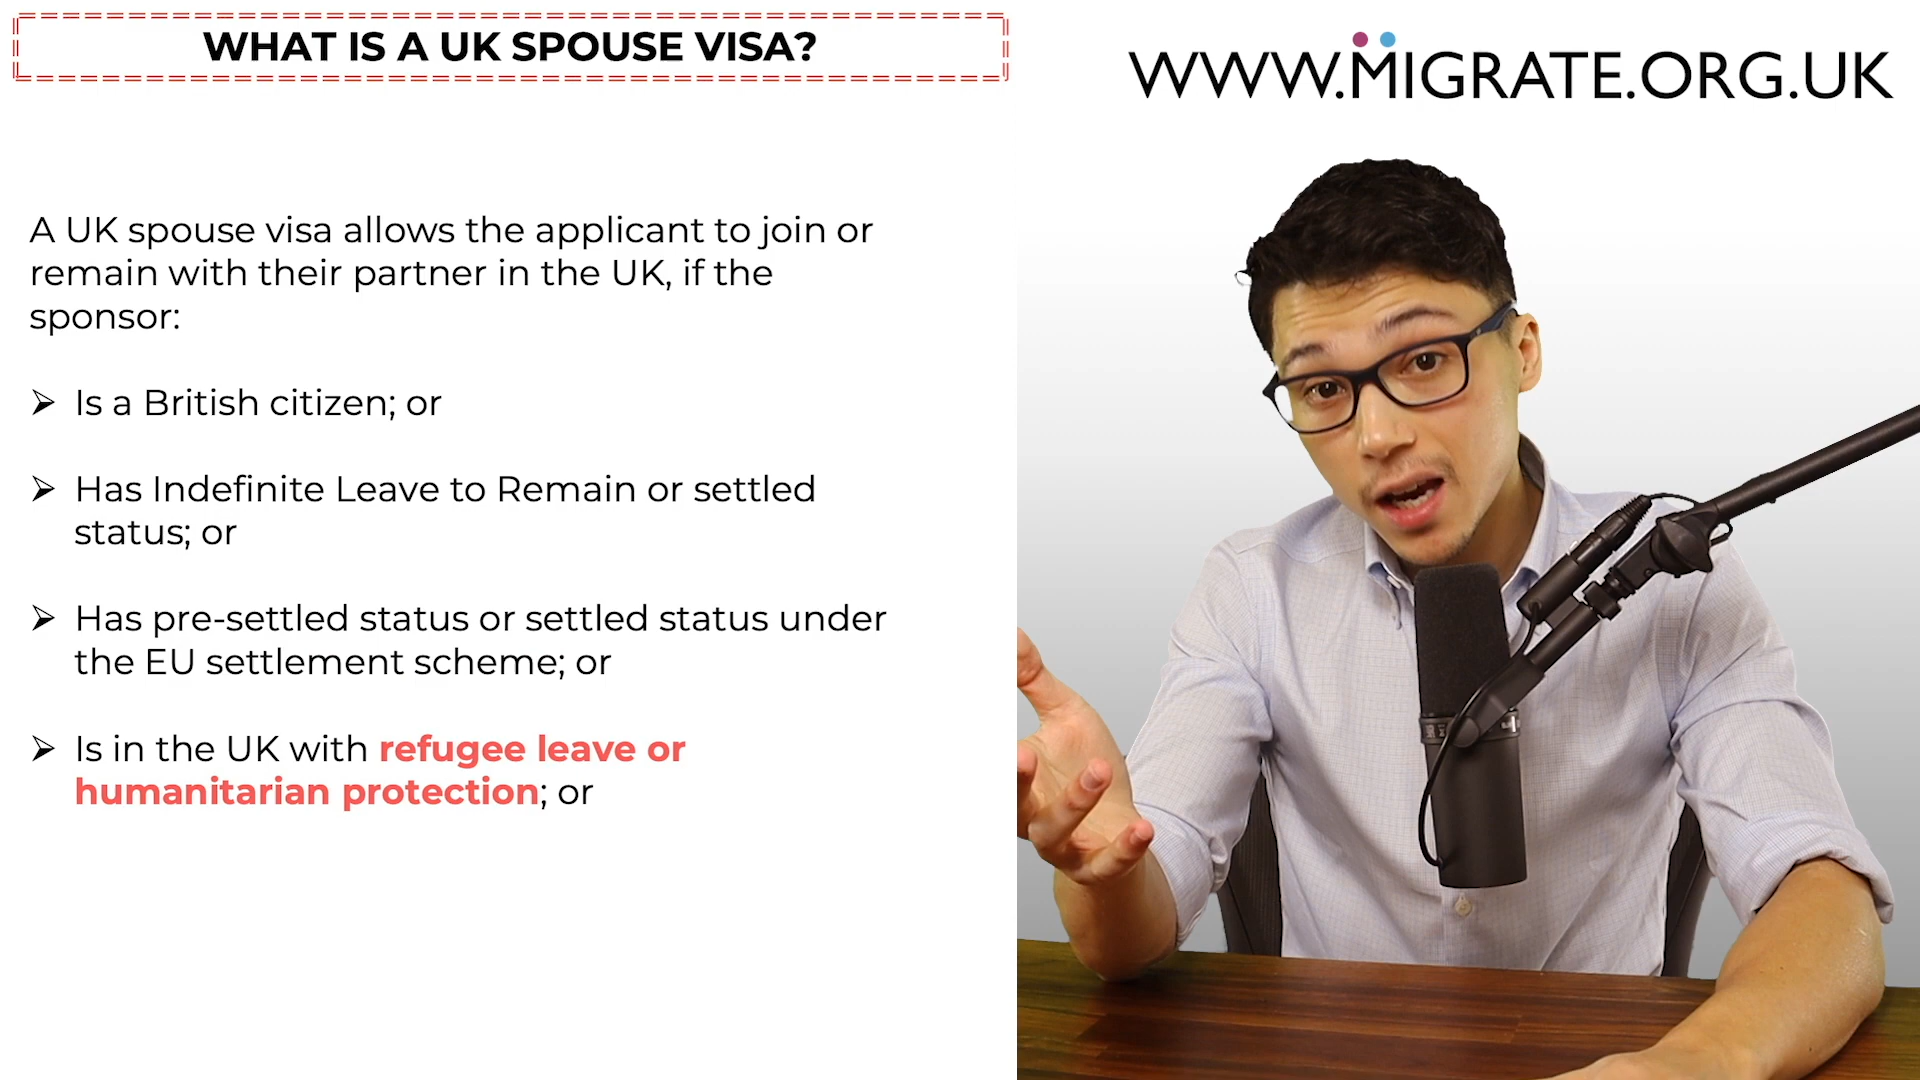 WHAT IS A UK SPOUSE VISA?
WWW.MIGRATE.ORG.UK
A UK spouse visa allows the applicant to join or
remain with their partner in the UK, if the
sponsor:
➢ Is a British citizen; or
➢ Has Indefinite Leave to Remain or settled
status; or
➢ Has pre-settled status or settled status under
the EU settlement scheme; or
➢ Is in the UK with refugee leave or
humanitarian protection; or